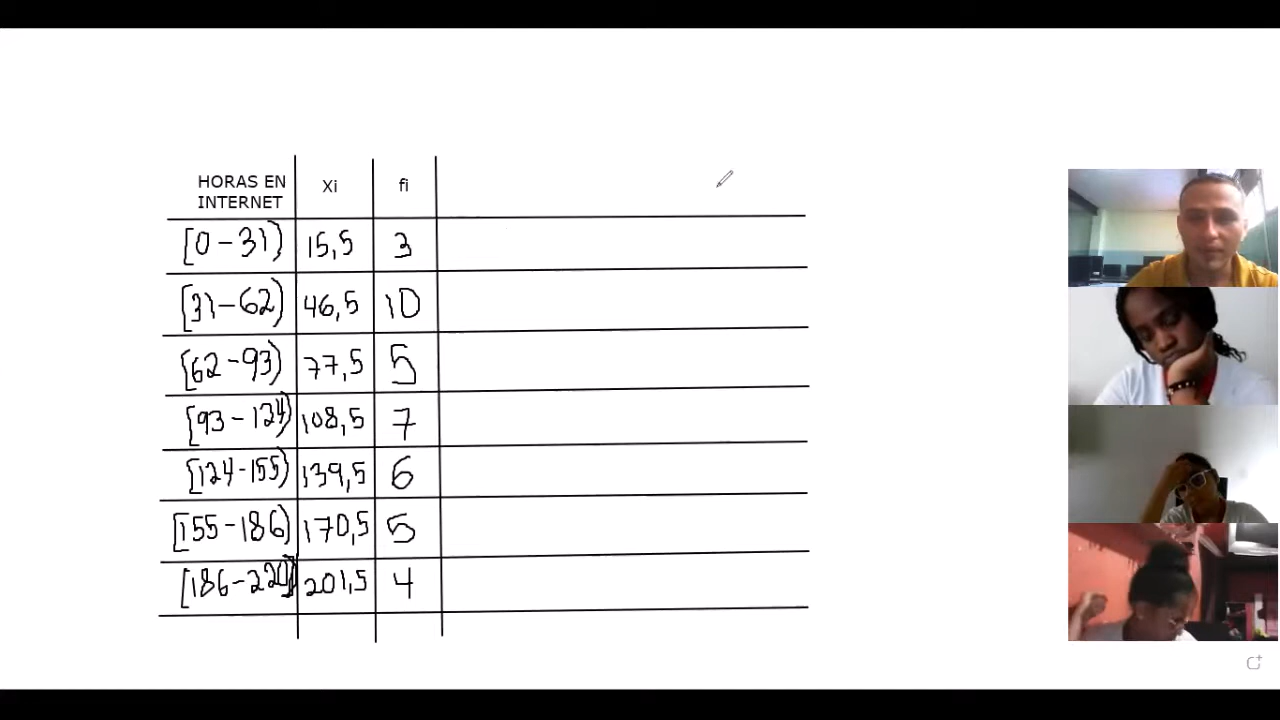 HORAS EN INTERNET Xi fi
[0-31) 15,5 3
[31-62) 46,5 10
[62-93) 77,5 5
[93-124) 108,5 7
[124-155) 139,5 6
[155-186) 170,5 5
[186-220] 201,5 4